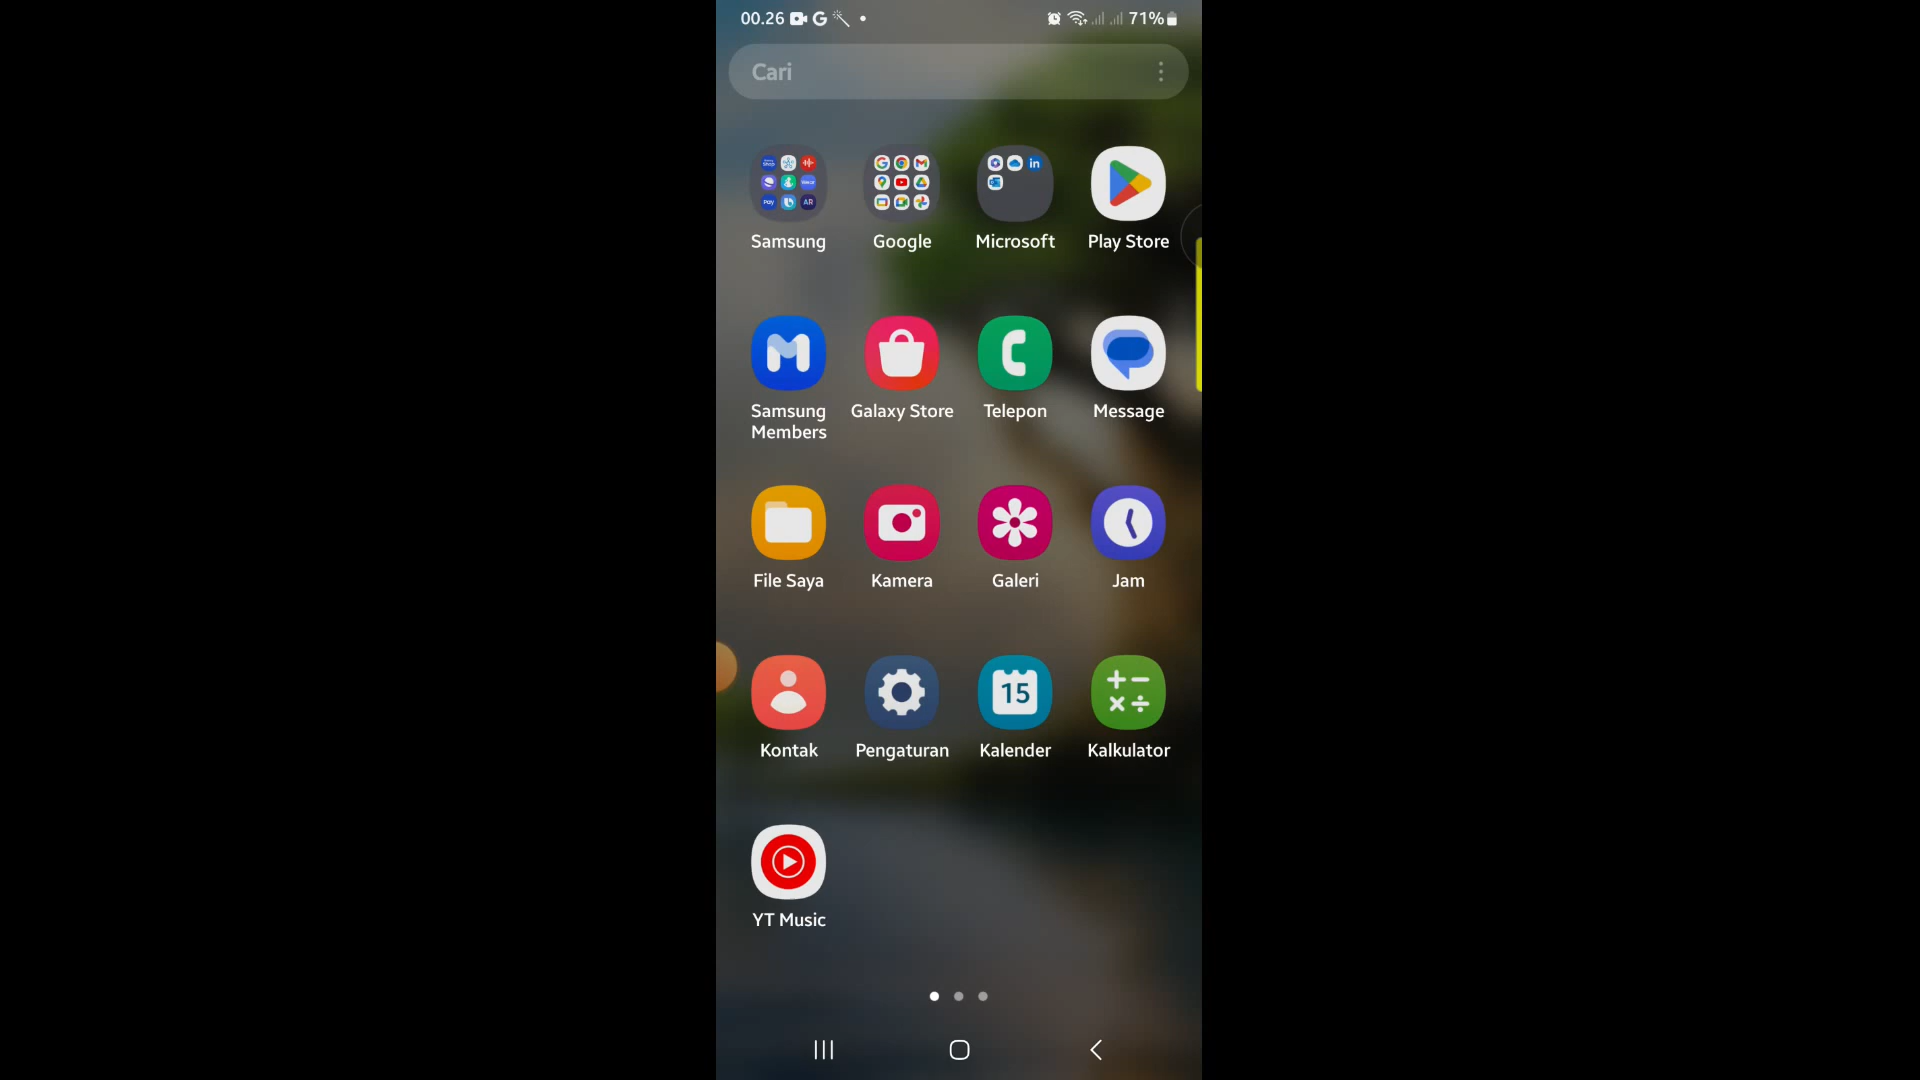 00.26
71%
Cari
Samsung
Google
Microsoft
Play Store
Samsung
Members
Galaxy Store
Telepon
Message
File Saya
Kamera
Galeri
Jam
Kontak
Pengaturan
15
Kalender
Kalkulator
YT Music